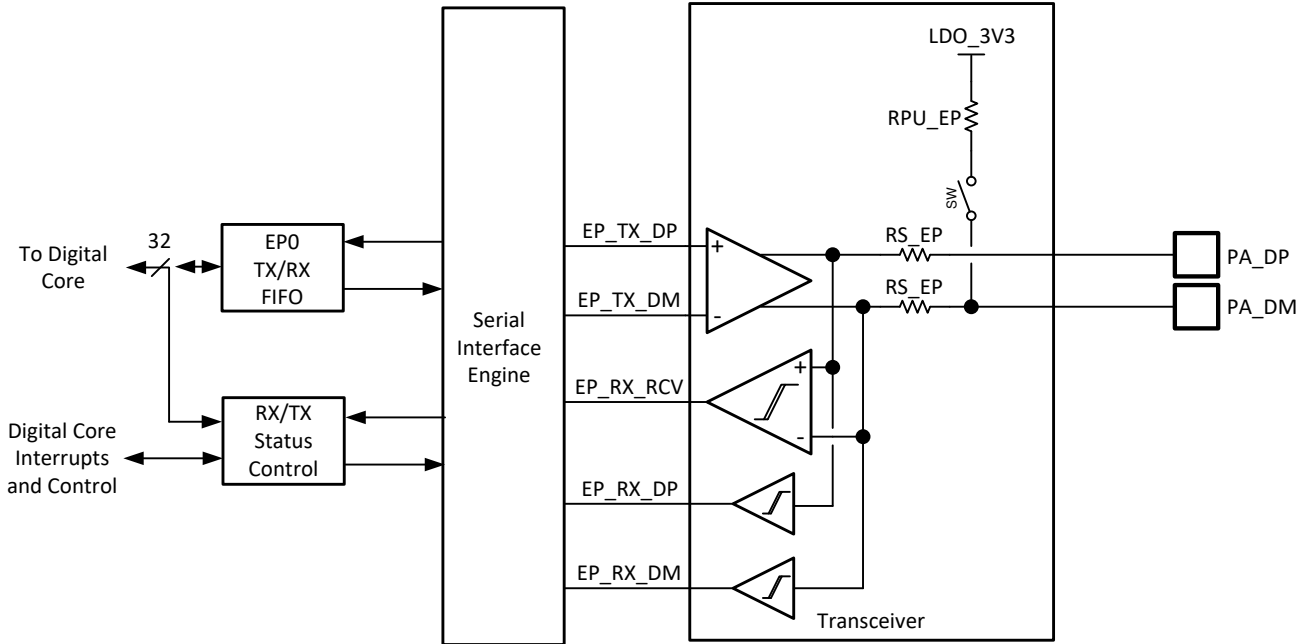 LDO_3V3
RPU_EP
SW
32
To Digital
Core
EP0
TX/RX
FIFO
EP_TX_DP
+
RS_EP
PA_DP
EP_TX_DM
-
RS_EP
PA_DM
Serial
Interface
Engine
EP_RX_RCV
+
-
RX/TX
Status
Control
Digital Core
Interrupts
and Control
EP_RX_DP
EP_RX_DM
Transceiver